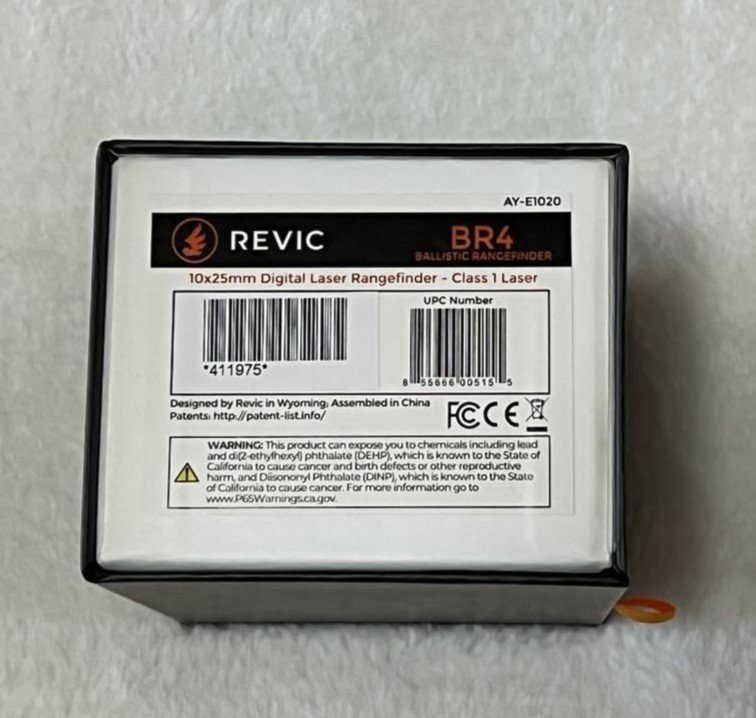 AY-E1020
REVIC
BR4
BALLISTIC RANGEFINDER
10x25mm Digital Laser Rangefinder - Class 1 Laser
UPC Number
*411975*
8 55666 00515 5
Designed by Revic in Wyoming; Assembled in China
Patents: http://patent-list.info/
FC CE
WARNING: This product can expose you to chemicals including lead
and di(2-ethylhexyl) phthalate (DEHP), which is known to the State of
California to cause cancer and birth defects or other reproductive
harm, and Diisononyl Phthalate (DINP), which is known to the State
of California to cause cancer. For more information go to
www.P65Warnings.ca.gov.